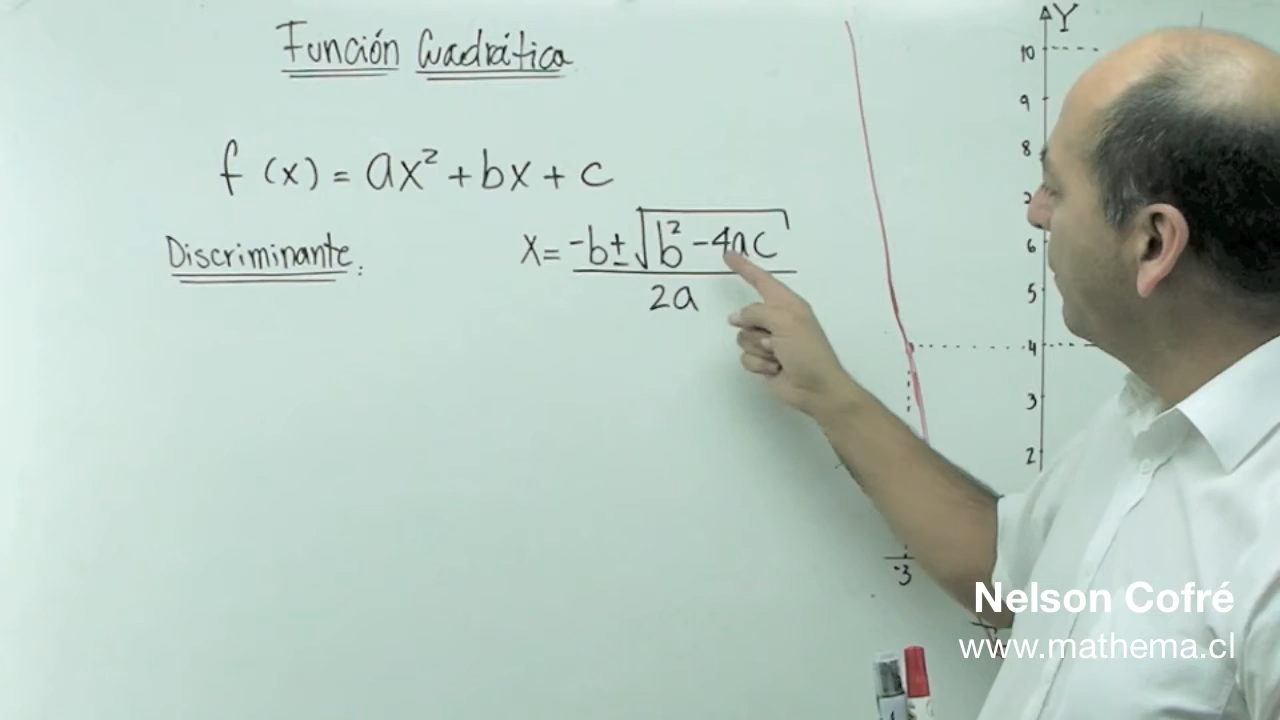 Función Cuadrática
f (x) = ax² + bx + c
Discriminante:
x = -b ± √b² - 4ac
2a
Y
10
9
8
7
6
5
4
3
2
-3
Nelson Cofré
www.mathema.cl